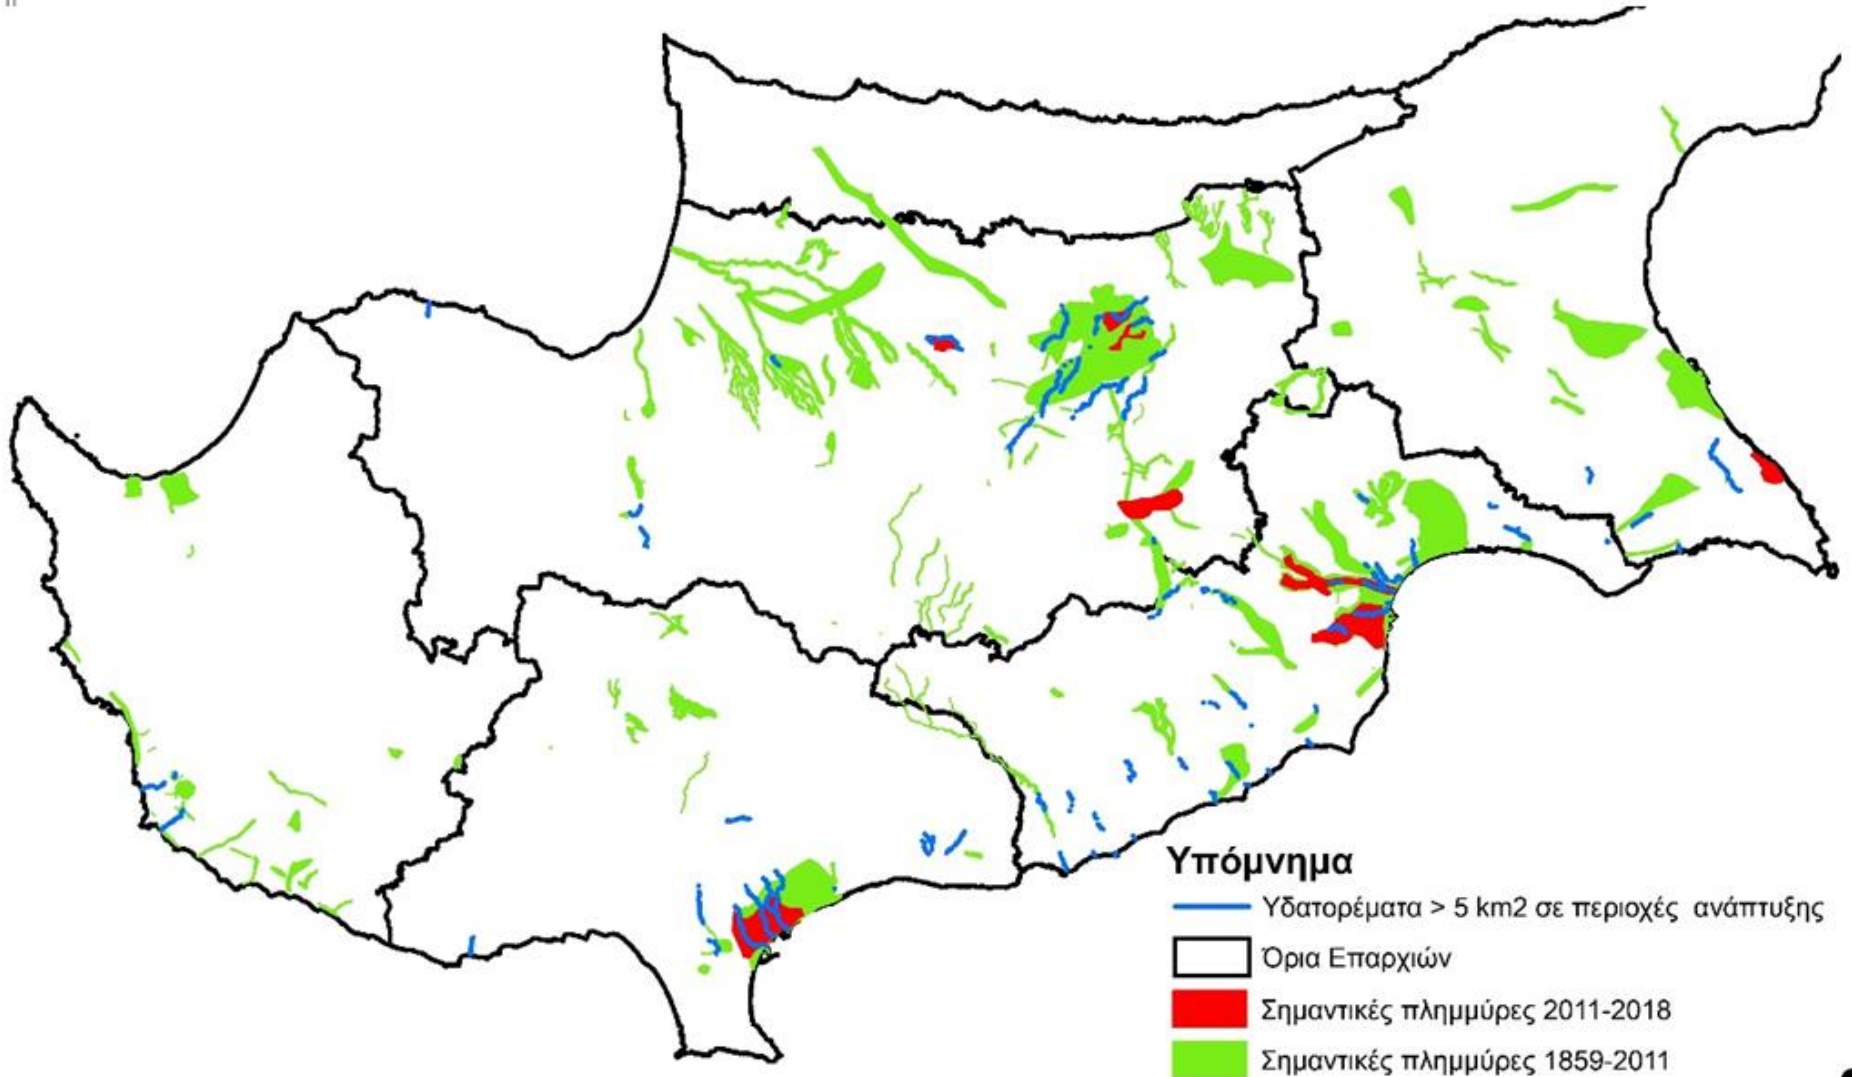 Υπόμνημα
Υδατορέματα > 5 km2 σε περιοχές ανάπτυξης
Όρια Επαρχιών
Σημαντικές πλημμύρες 2011-2018
Σημαντικές πλημμύρες 1859-2011